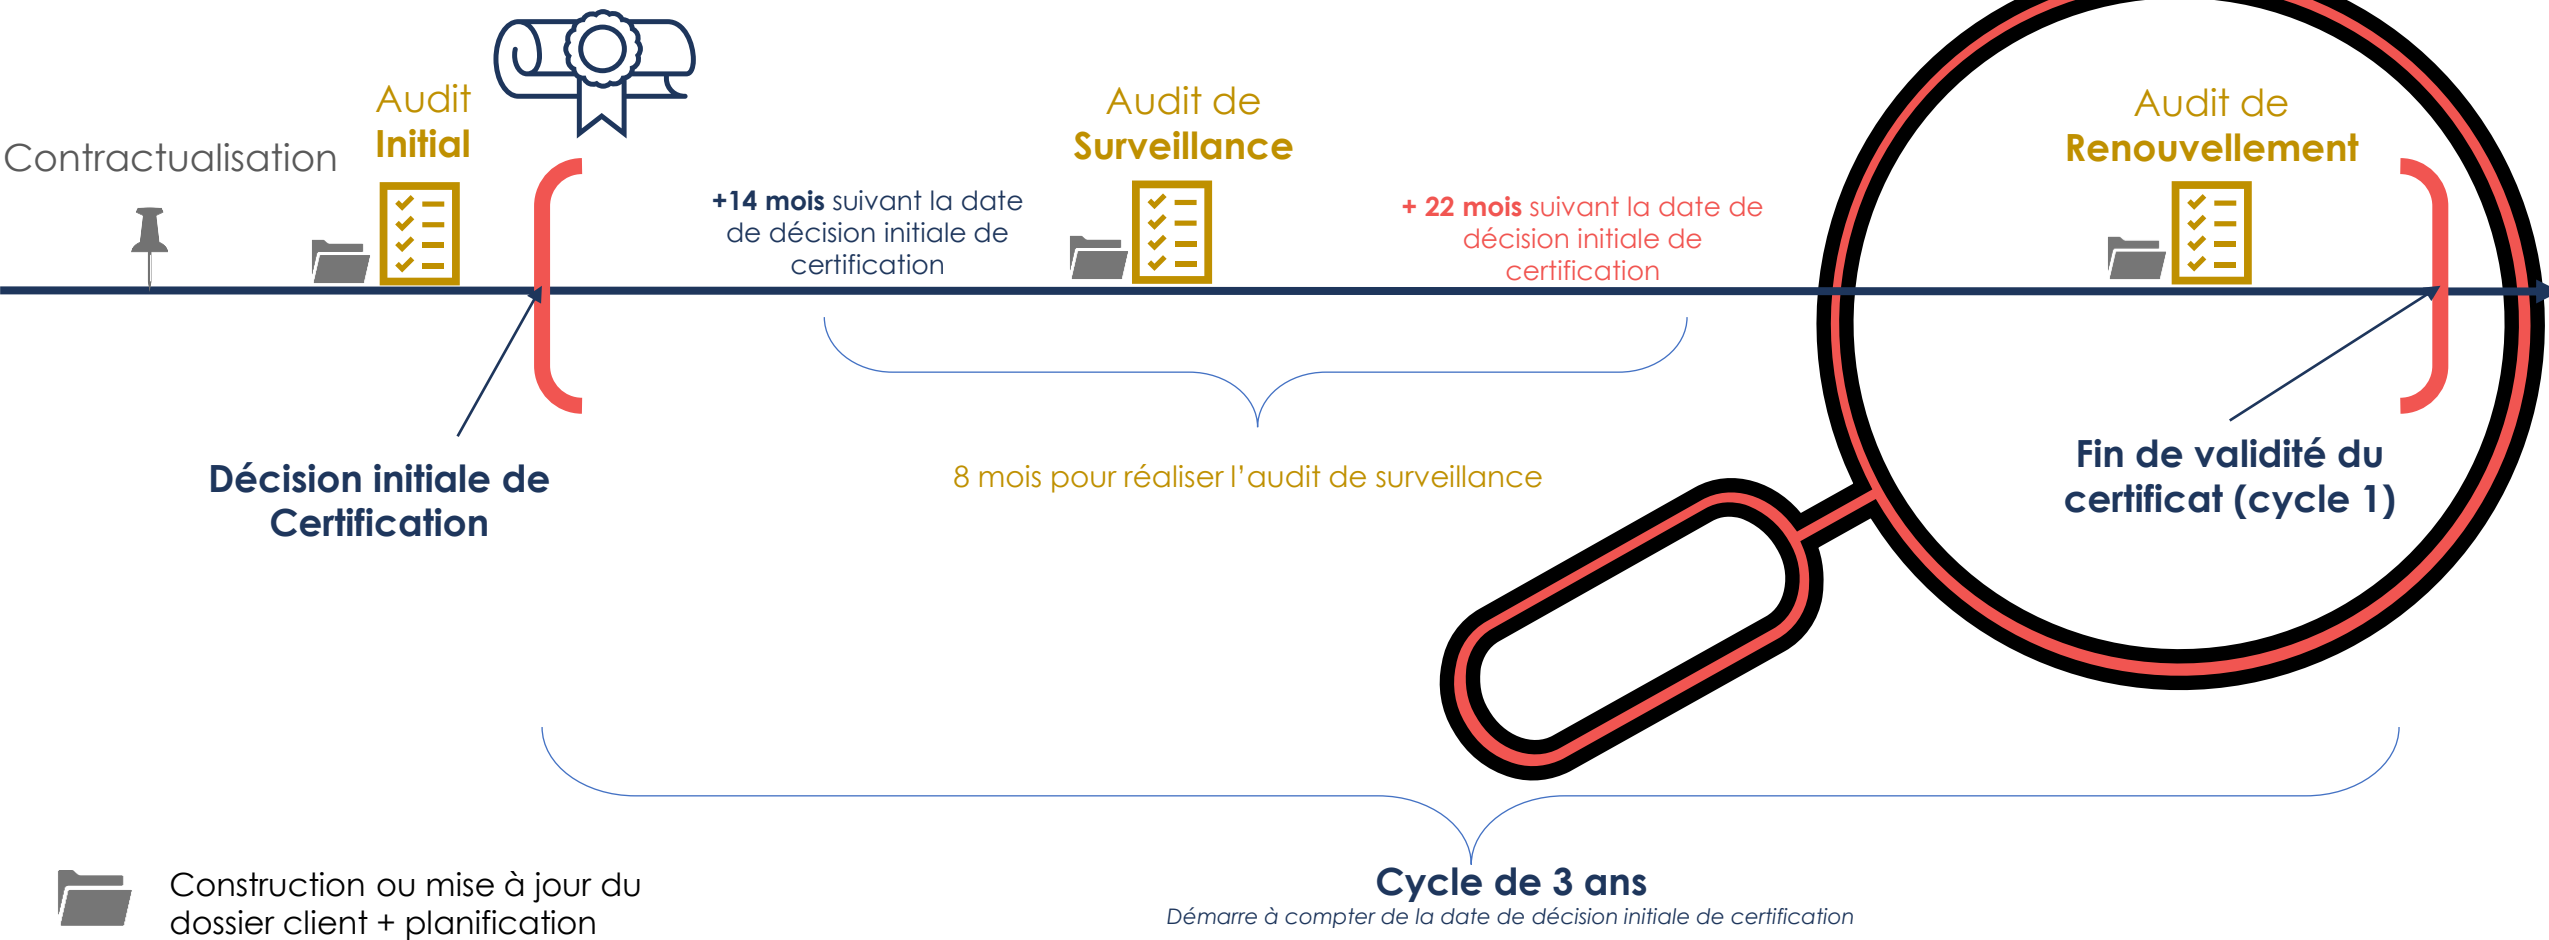 Contractualisation
Audit
Initial
Audit de
Surveillance
Audit de
Renouvellement
+14 mois suivant la date
de décision initiale de
certification
+ 22 mois suivant la date de
décision initiale de
certification
Décision initiale de
Certification
8 mois pour réaliser l'audit de surveillance
Fin de validité du
certificat (cycle 1)
Cycle de 3 ans
Démarre à compter de la date de décision initiale de certification
Construction ou mise à jour du
dossier client + planification